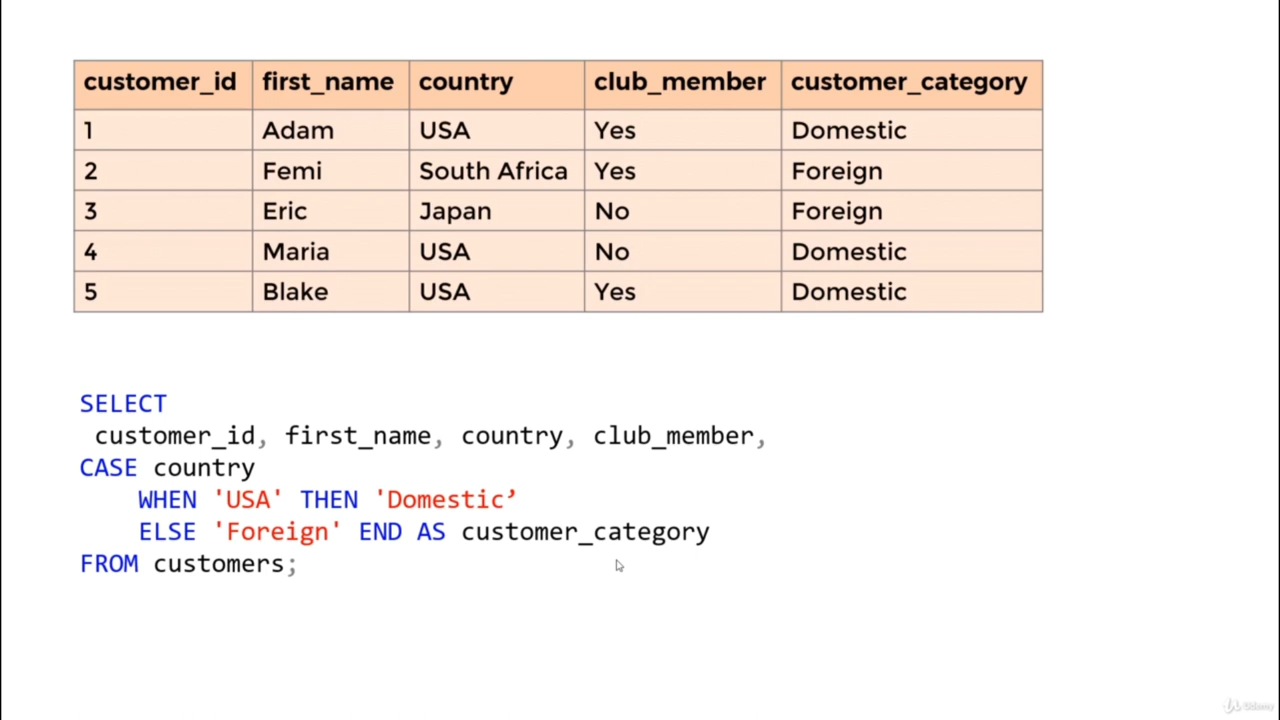 customer_id first_name country club_member customer_category
1 Adam USA Yes Domestic
2 Femi South Africa Yes Foreign
3 Eric Japan No Foreign
4 Maria USA No Domestic
5 Blake USA Yes Domestic
SELECT
customer_id, first_name, country, club_member,
CASE country
WHEN 'USA' THEN 'Domestic’
ELSE 'Foreign' END AS customer_category
FROM customers;
Udemy